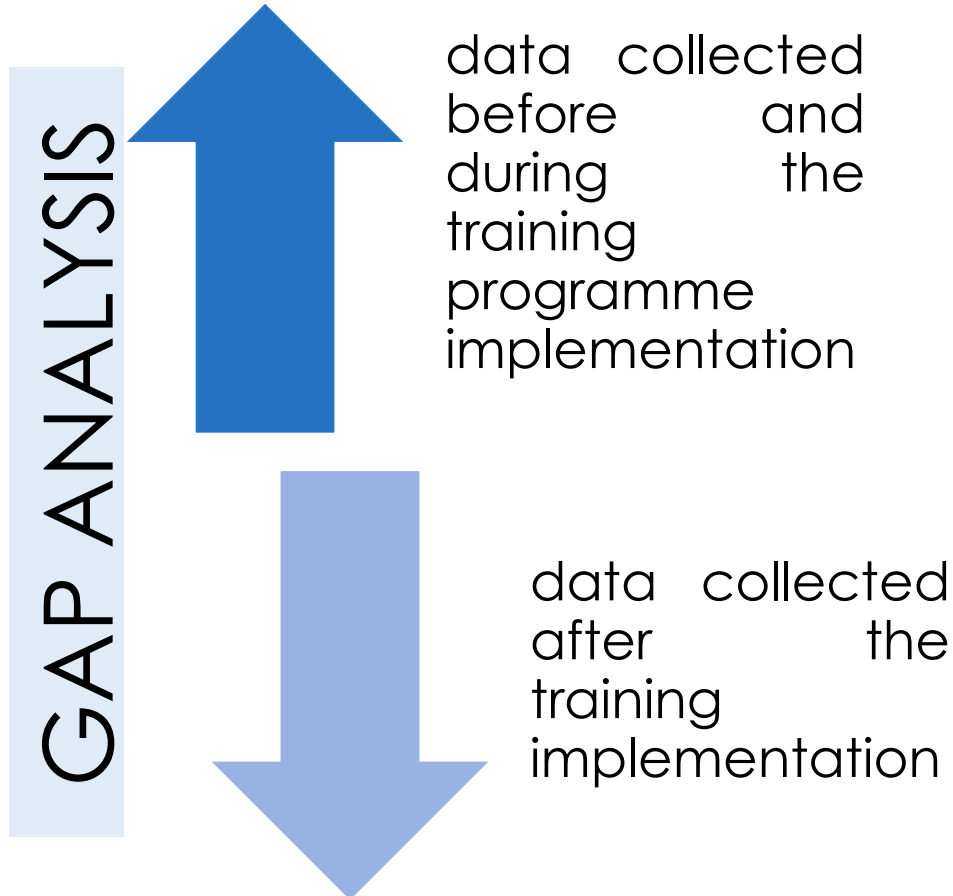 GAP ANALYSIS
data collected
before and
during the
training
programme
implementation
data collected
after the
training
implementation